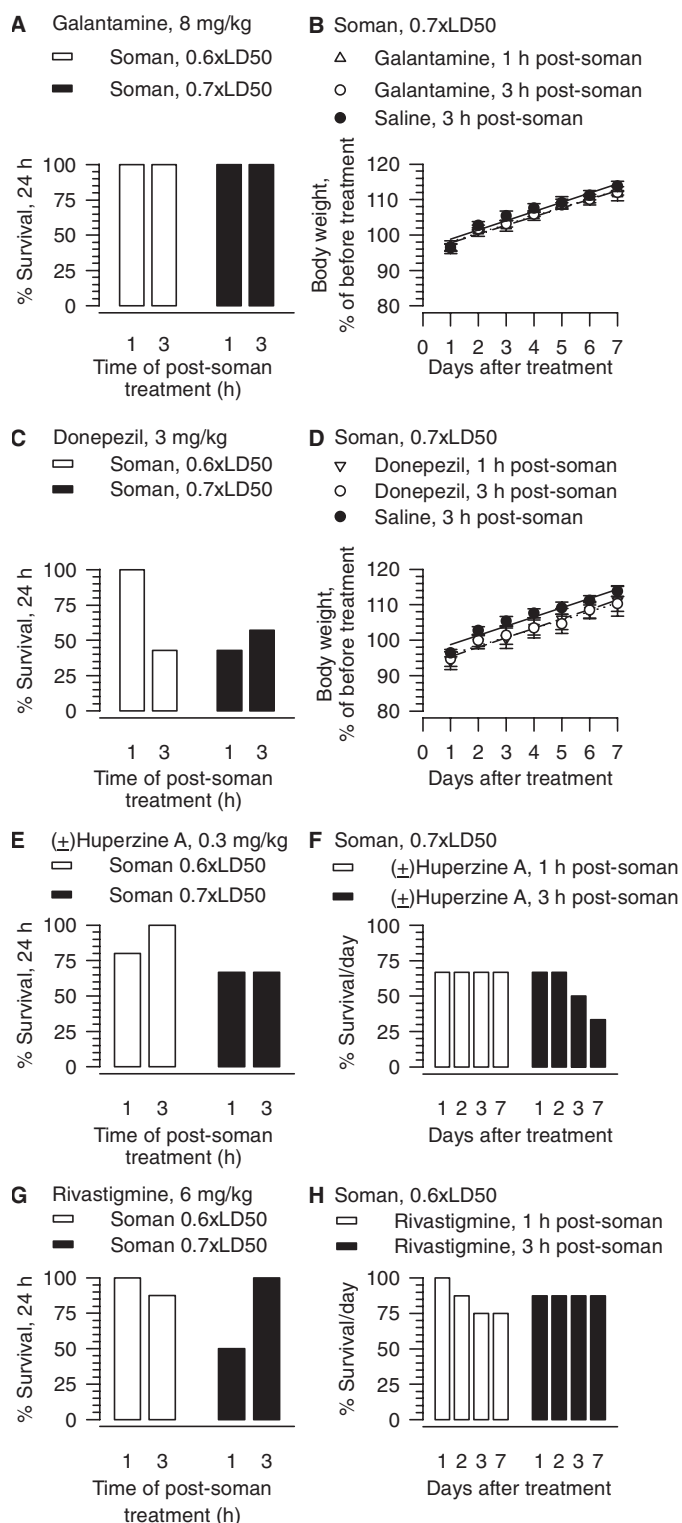 A Galantamine, 8 mg/kg
Soman, 0.6xLD50
Soman, 0.7xLD50
% Survival, 24 h
100
75
50
25
0
1 3 1 3
Time of post-soman
treatment (h)
B Soman, 0.7xLD50
Galantamine, 1 h post-soman
Galantamine, 3 h post-soman
Saline, 3 h post-soman
Body weight,
% of before treatment
120
110
100
90
80
0 1 2 3 4 5 6 7
Days after treatment
C Donepezil, 3 mg/kg
Soman, 0.6xLD50
Soman, 0.7xLD50
% Survival, 24 h
100
75
50
25
0
1 3 1 3
Time of post-soman
treatment (h)
D Soman, 0.7xLD50
Donepezil, 1 h post-soman
Donepezil, 3 h post-soman
Saline, 3 h post-soman
Body weight,
% of before treatment
120
110
100
90
80
0 1 2 3 4 5 6 7
Days after treatment
E (±)Huperzine A, 0.3 mg/kg
Soman 0.6xLD50
Soman 0.7xLD50
% Survival, 24 h
100
75
50
25
0
1 3 1 3
Time of post-soman
treatment (h)
F Soman, 0.7xLD50
(±)Huperzine A, 1 h post-soman
(±)Huperzine A, 3 h post-soman
% Survival/day
100
75
50
25
0
1 2 3 7 1 2 3 7
Days after treatment
G Rivastigmine, 6 mg/kg
Soman 0.6xLD50
Soman 0.7xLD50
% Survival, 24 h
100
75
50
25
0
1 3 1 3
Time of post-soman
treatment (h)
H Soman, 0.6xLD50
Rivastigmine, 1 h post-soman
Rivastigmine, 3 h post-soman
% Survival/day
100
75
50
25
0
1 2 3 7 1 2 3 7
Days after treatment